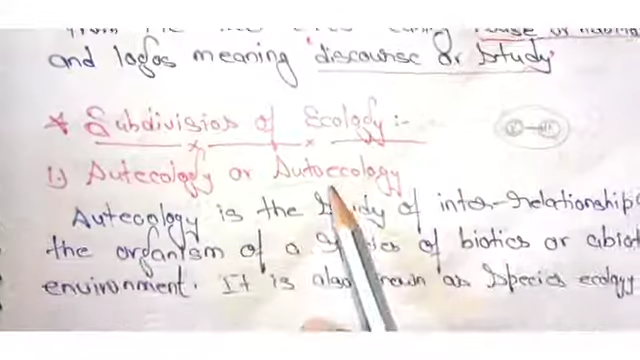 and logos meaning discourse or study
* Subdivision of Ecology :-
1.) Autecology or Autoecology
Autecology is the study of inter-relationship
the organism of a of biotics or abiot
environment. It is also known as species ecology